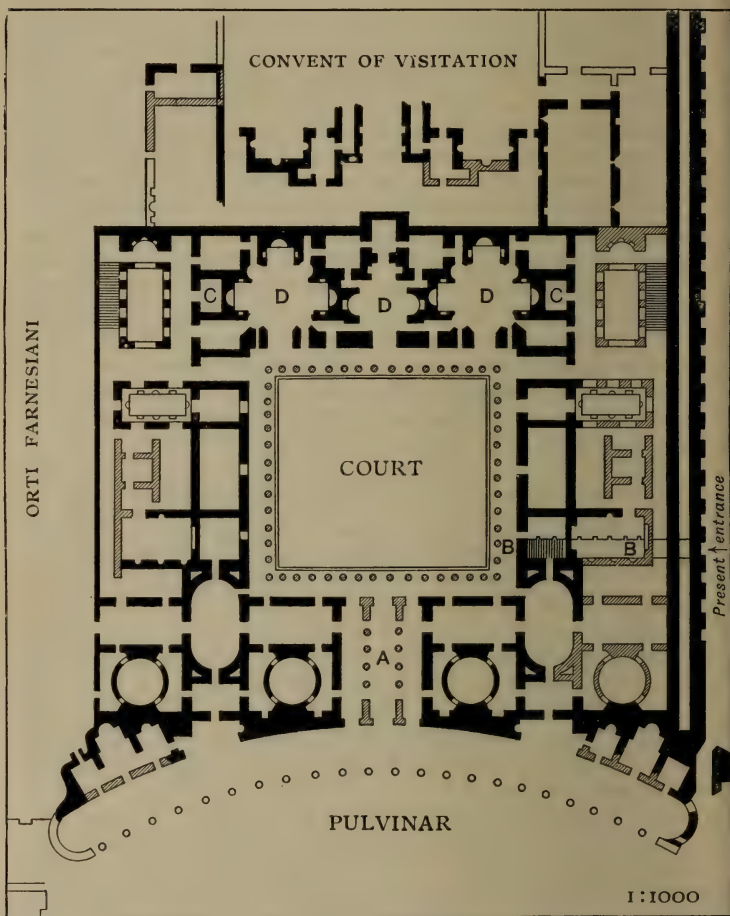 CONVENT OF VISITATION
C
D
D
D
C
ORTI FARNESIANI
COURT
B
B
Present entrance
A
PULVINAR
1:1000